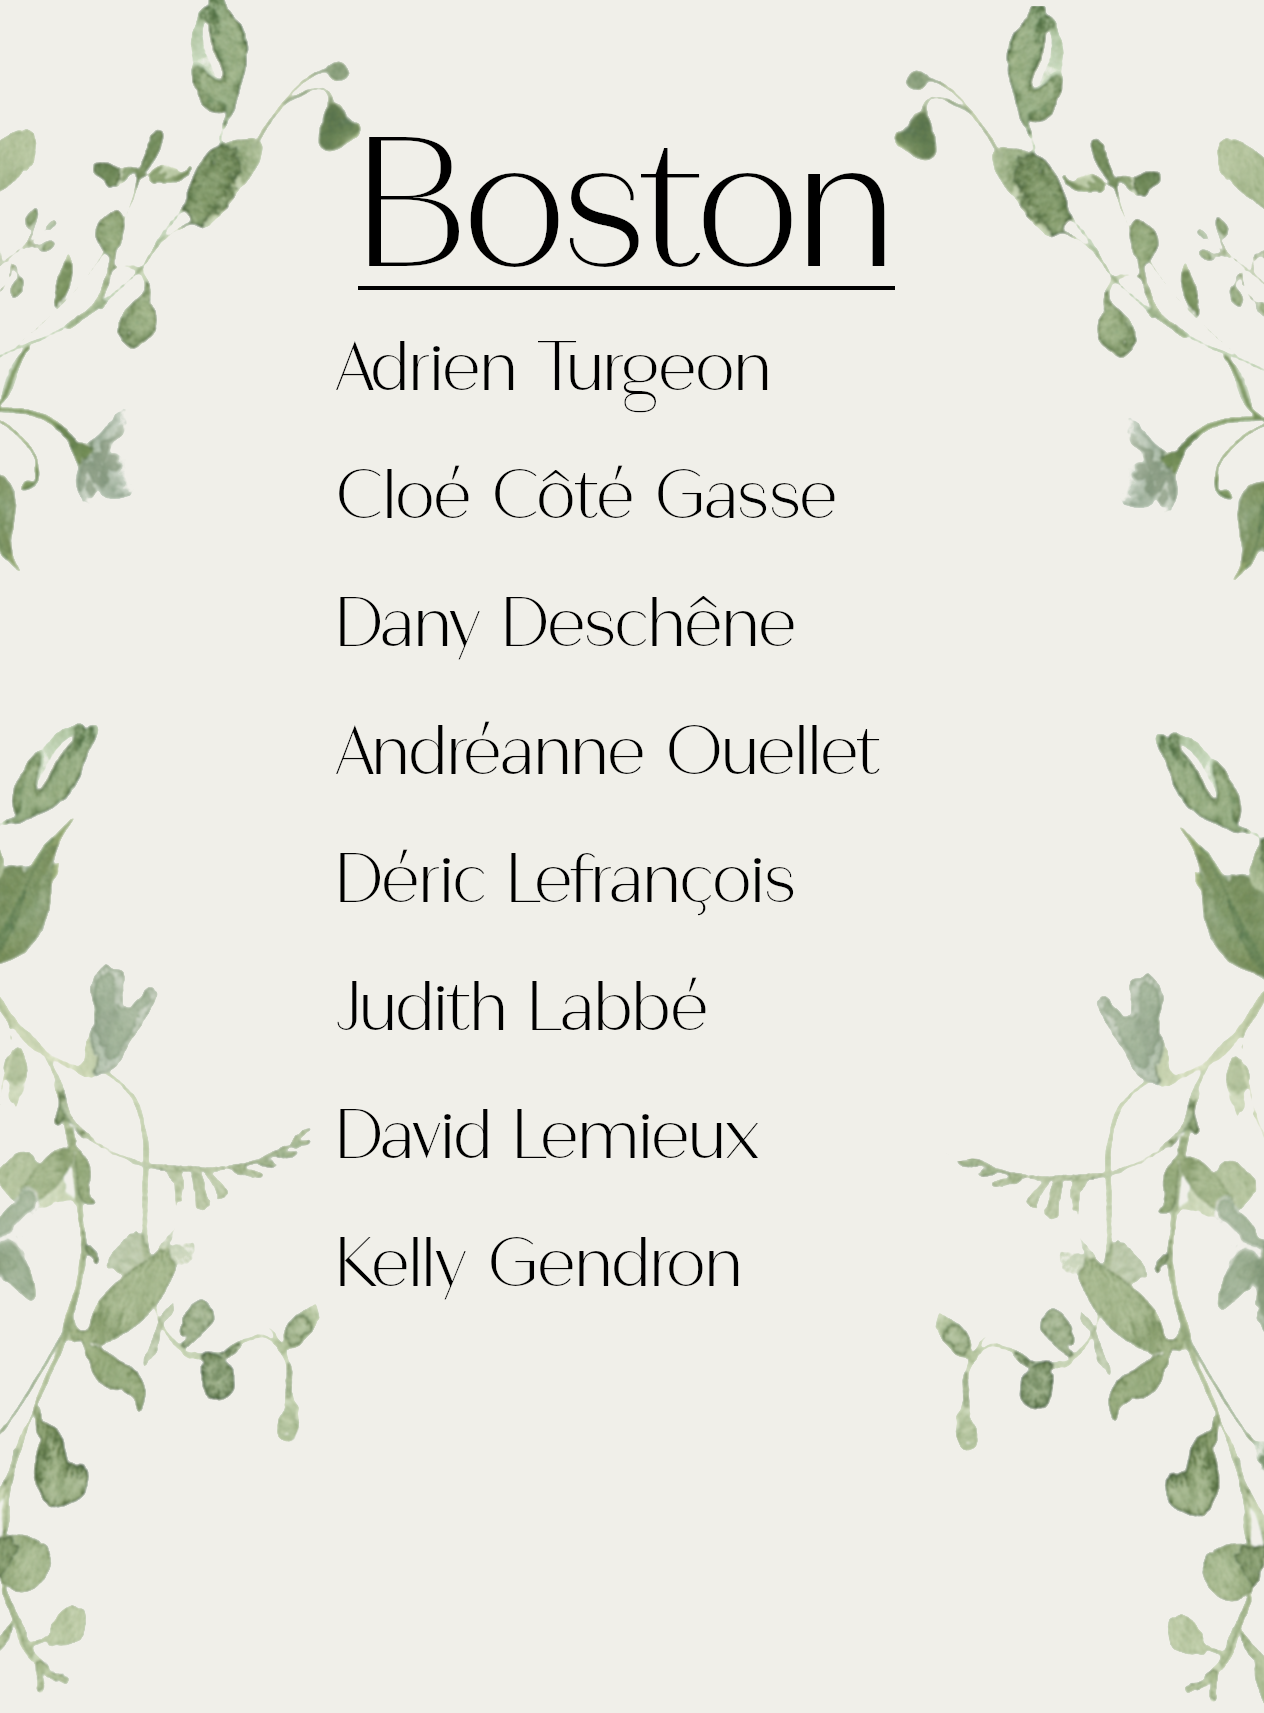 Boston
Adrien Turgeon
Cloé Côté Gasse
Dany Deschêne
Andréanne Ouellet
Déric Lefrançois
Judith Labbé
David Lemieux
Kelly Gendron